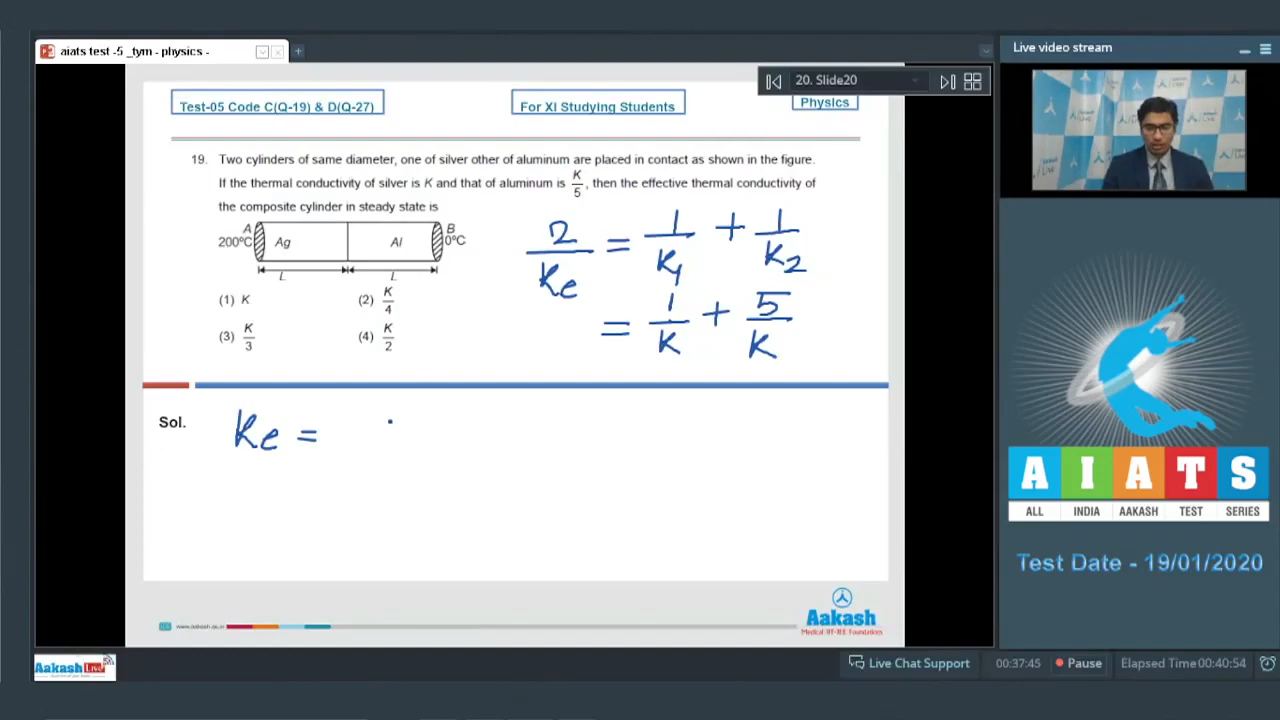 aiats test -5 _tym - physics -
Live video stream
20. Slide20
Test-05 Code C(Q-19) & D(Q-27)
For XI Studying Students
Physics
19. Two cylinders of same diameter, one of silver other of aluminum are placed in contact as shown in the figure.
If the thermal conductivity of silver is K and that of aluminum is K/5, then the effective thermal conductivity of
the composite cylinder in steady state is
A B
200°C Ag Al 0°C
L L
(1) K (2) K/4
(3) K/3 (4) K/2
2/Ke = 1/K1 + 1/K2
= 1/K + 5/K
Sol. Ke =
AIATS
ALL INDIA AAKASH TEST SERIES
Test Date - 19/01/2020
Aakash
Medical IIT-JEE Foundations
www.aakash.ac.in
Aakash Live
Live Chat Support 00:37:45 Pause Elapsed Time 00:40:54